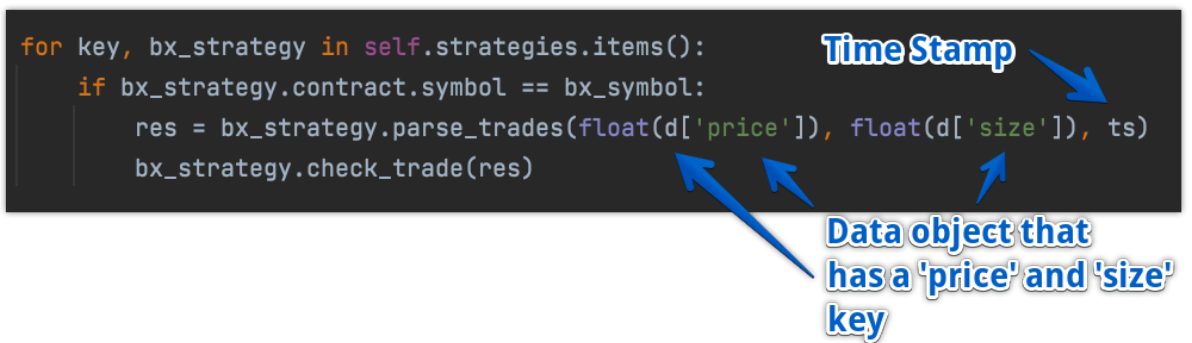 for key, bx_strategy in self.strategies.items():
Time Stamp
if bx_strategy.contract.symbol == bx_symbol:
res = bx_strategy.parse_trades(float(d['price']), float(d['size']), ts)
bx_strategy.check_trade(res)
Data object that
has a 'price' and 'size'
key